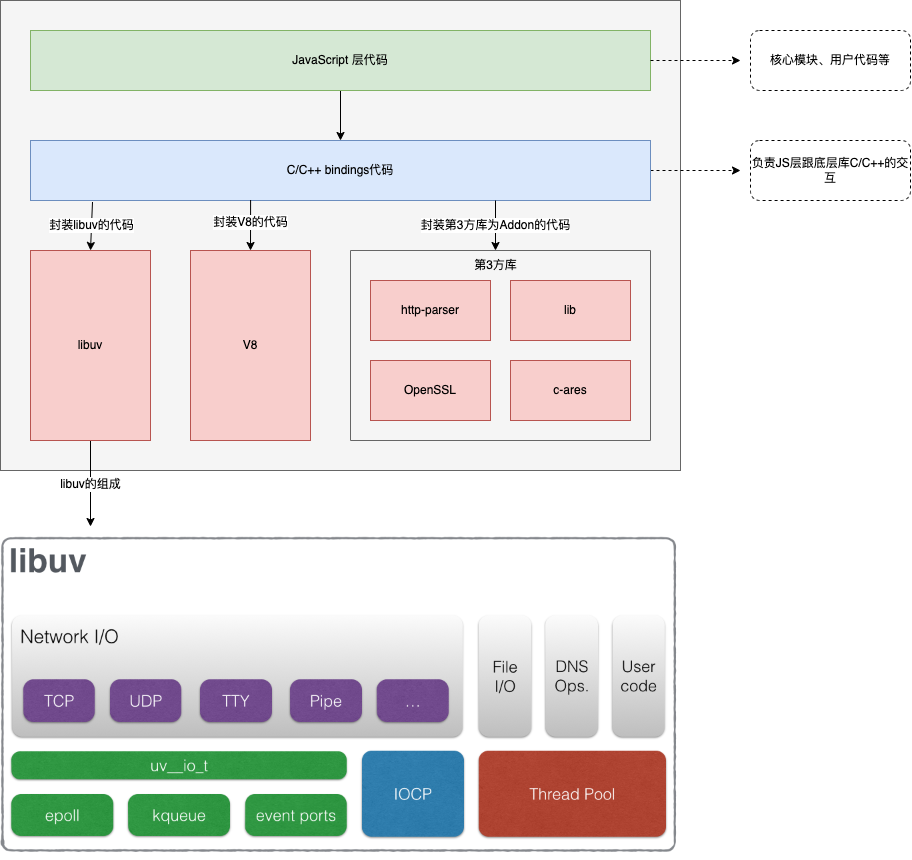 JavaScript 层代码
核心模块、用户代码等
C/C++ bindings代码
负责JS层跟底层库C/C++的交
互
封装libuv的代码
封装V8的代码
封装第3方库为Addon的代码
libuv
V8
第3方库
http-parser
lib
OpenSSL
c-ares
libuv的组成
libuv
Network I/O
TCP
UDP
TTY
Pipe
...
File
I/O
DNS
Ops.
User
code
uv__io_t
epoll
kqueue
event ports
IOCP
Thread Pool